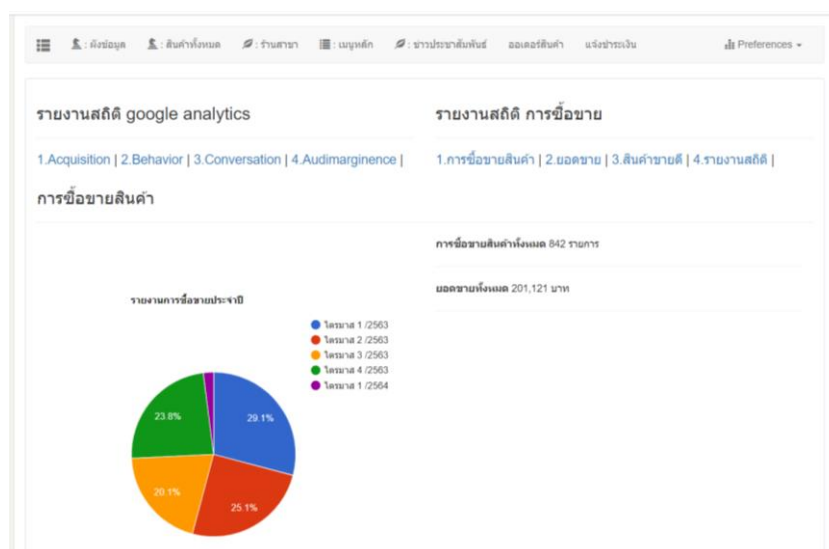 : ผังข้อมูล : สินค้าทั้งหมด : ร้านสาขา : เมนูหลัก : ข่าวประชาสัมพันธ์ ออเดอร์สินค้า แจ้งชำระเงิน Preferences
รายงานสถิติ google analytics
1.Acquisition | 2.Behavior | 3.Conversation | 4.Audimarginence |
รายงานสถิติ การซื้อขาย
1.การซื้อขายสินค้า | 2.ยอดขาย | 3.สินค้าขายดี | 4.รายงานสถิติ |
การซื้อขายสินค้า
การซื้อขายสินค้าทั้งหมด 842 รายการ
ยอดขายทั้งหมด 201,121 บาท
รายงานการซื้อขายประจำปี
ไตรมาส 1 /2563
ไตรมาส 2 /2563
ไตรมาส 3 /2563
ไตรมาส 4 /2563
ไตรมาส 1 /2564
23.8%
29.1%
20.1%
25.1%